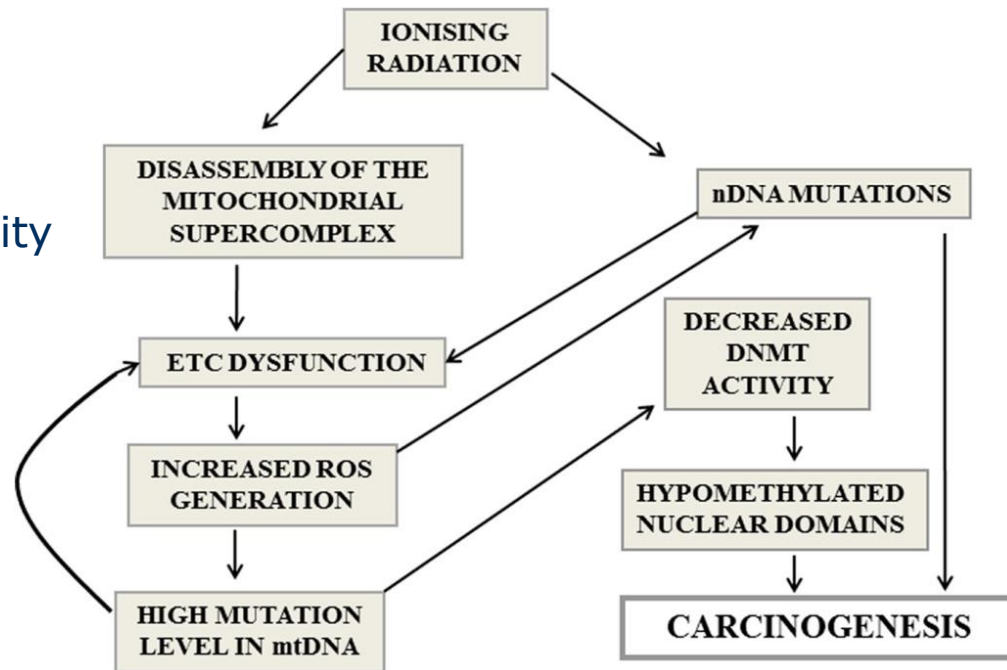 IONISING
RADIATION
DISASSEMBLY OF THE
MITOCHONDRIAL
SUPERCOMPLEX
nDNA MUTATIONS
ity
DECREASED
DNMT
ACTIVITY
ETC DYSFUNCTION
INCREASED ROS
GENERATION
HYPOMETHYLATED
NUCLEAR DOMAINS
HIGH MUTATION
LEVEL IN mtDNA
CARCINOGENESIS